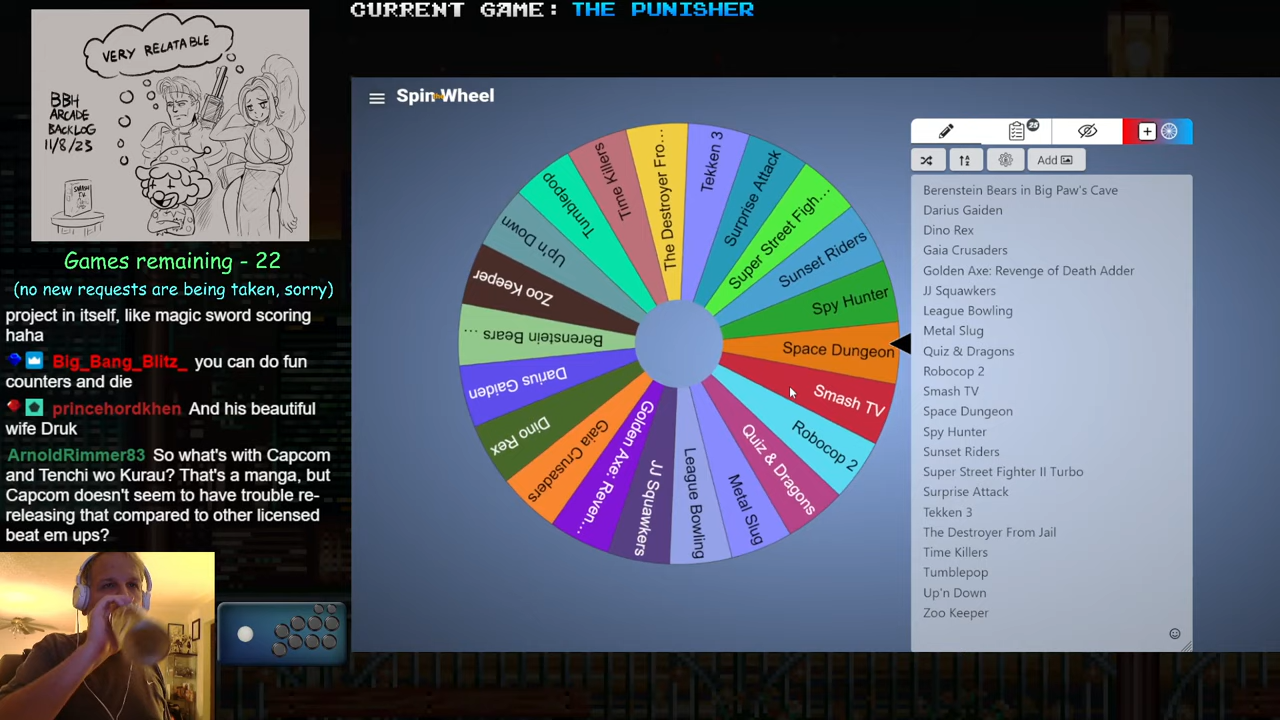 CURRENT GAME: THE PUNISHER
VERY RELATABLE
BBH
ARCADE
BACKLOG
11/8/23
SMASH
TV
Games remaining - 22
(no new requests are being taken, sorry)
project in itself, like magic sword scoring
haha
Big_Bang_Blitz_ you can do fun
counters and die
princehordkhen And his beautiful
wife Druk
ArnoldRimmer83 So what's with Capcom
and Tenchi wo Kurau? That's a manga, but
Capcom doesn't seem to have trouble re-
releasing that compared to other licensed
beat em ups?
Spin the Wheel
Tekken 3
Surprise Attack
Super Street Figh...
Sunset Riders
Spy Hunter
Space Dungeon
Smash TV
Robocop 2
Quiz & Dragons
Metal Slug
League Bowling
JJ Squawkers
Golden Axe: Reven...
Gaia Crusaders
Dino Rex
Darius Gaiden
Berenstein Bears ...
Zoo Keeper
Up'n Down
Tumblepop
Time Killers
The Destroyer Fro...
Add
Berenstein Bears in Big Paw's Cave
Darius Gaiden
Dino Rex
Gaia Crusaders
Golden Axe: Revenge of Death Adder
JJ Squawkers
League Bowling
Metal Slug
Quiz & Dragons
Robocop 2
Smash TV
Space Dungeon
Spy Hunter
Sunset Riders
Super Street Fighter II Turbo
Surprise Attack
Tekken 3
The Destroyer From Jail
Time Killers
Tumblepop
Up'n Down
Zoo Keeper